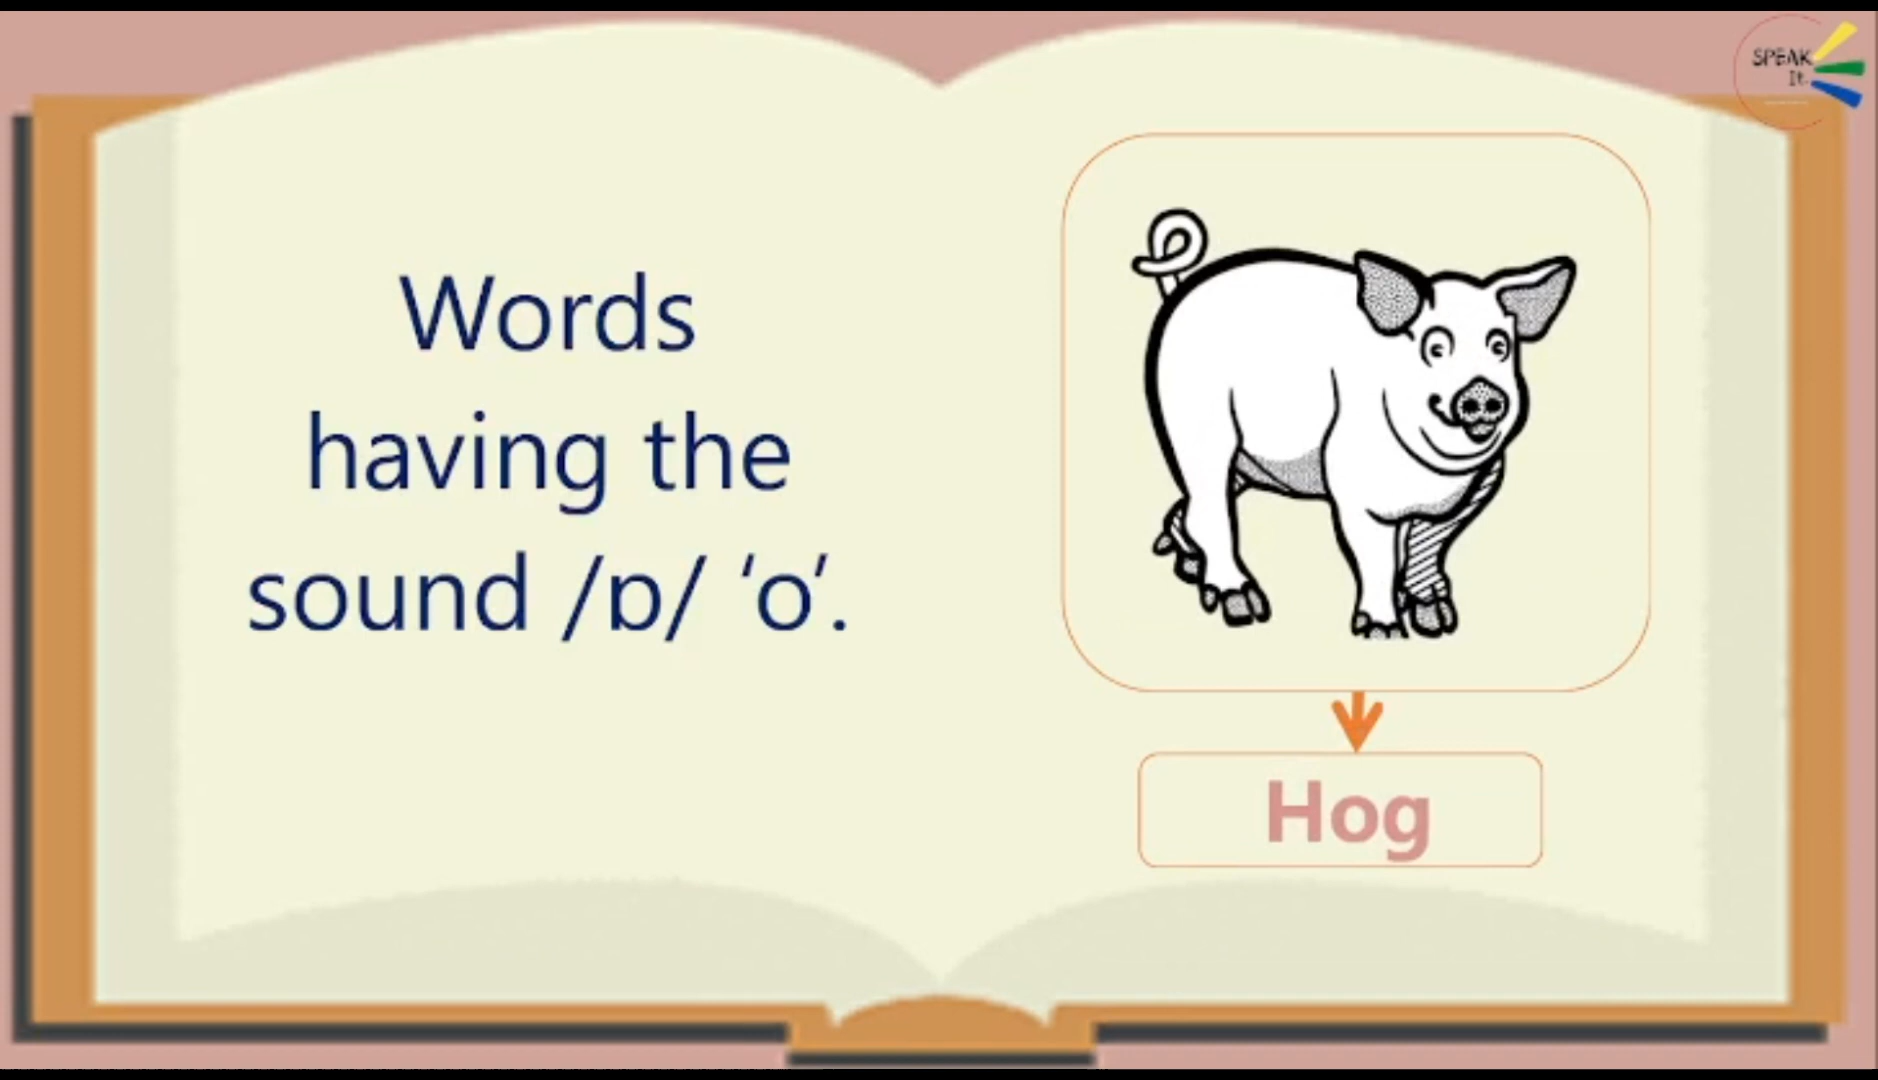 SPEAK
It.
Words
having the
sound /ɒ/ ‘o’.
Hog